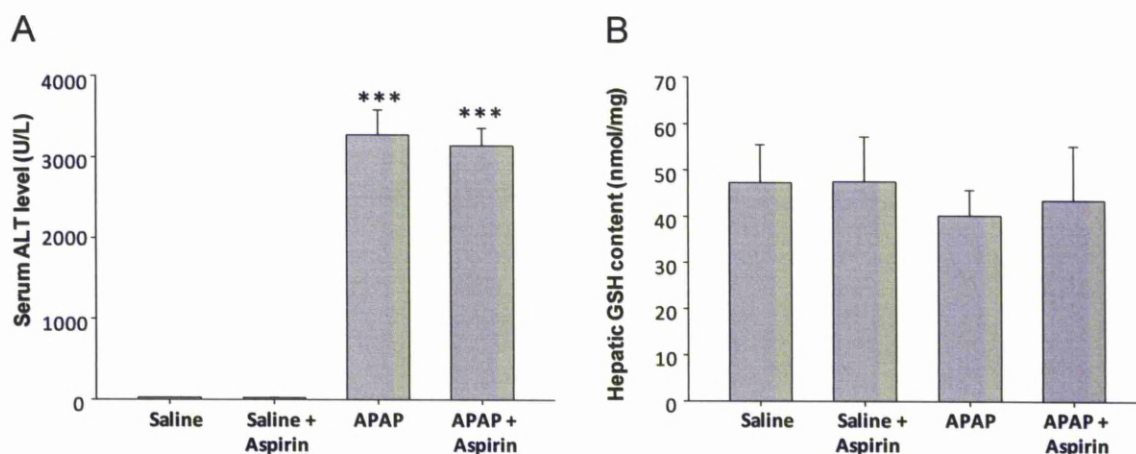 A
Serum ALT level (U/L)
4000
3000
2000
1000
0
***
***
Saline
Saline +
Aspirin
APAP
APAP +
Aspirin
B
Hepatic GSH content (nmol/mg)
70
60
50
40
30
20
10
0
Saline
Saline +
Aspirin
APAP
APAP +
Aspirin